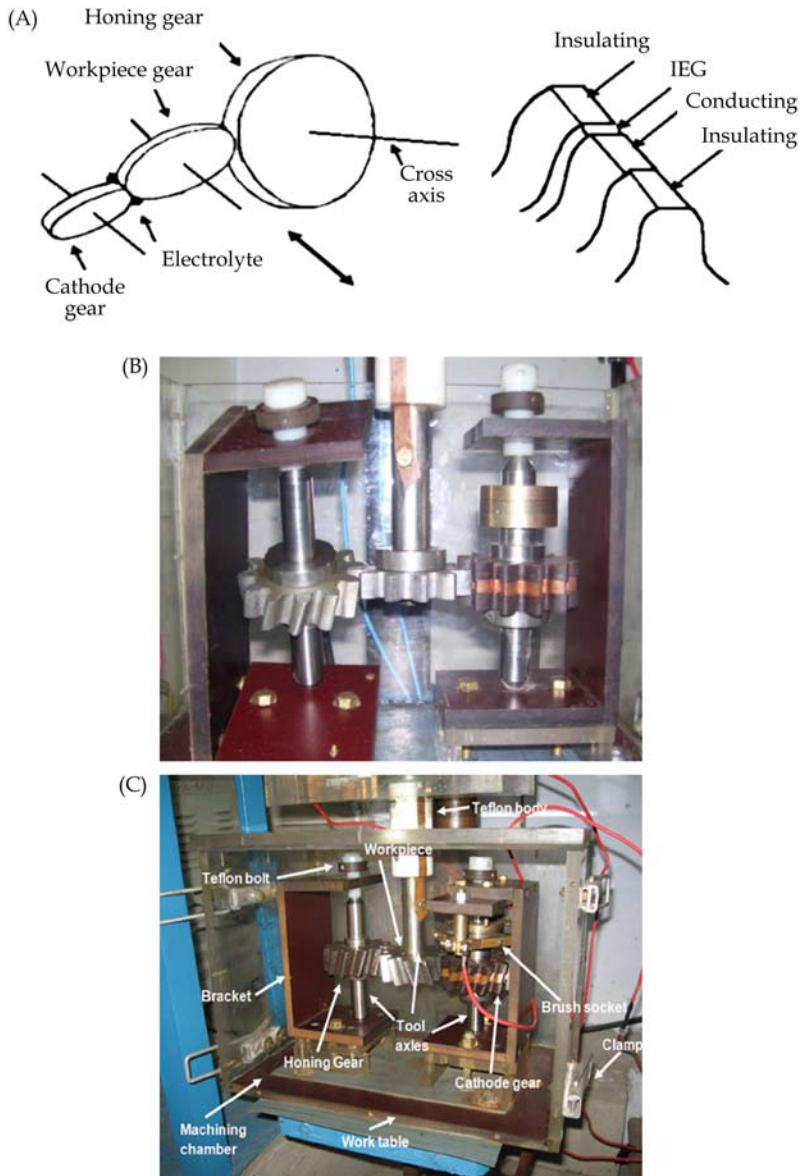 (A)
Honing gear
Workpiece gear
Cross
axis
Electrolyte
Cathode
gear
Insulating
IEG
Conducting
Insulating
(B)
(C)
Teflon body
Workpiece
Teflon bolt
Bracket
Brush socket
Tool
axles
Honing Gear
Clamp
Cathode gear
Machining
chamber
Work table